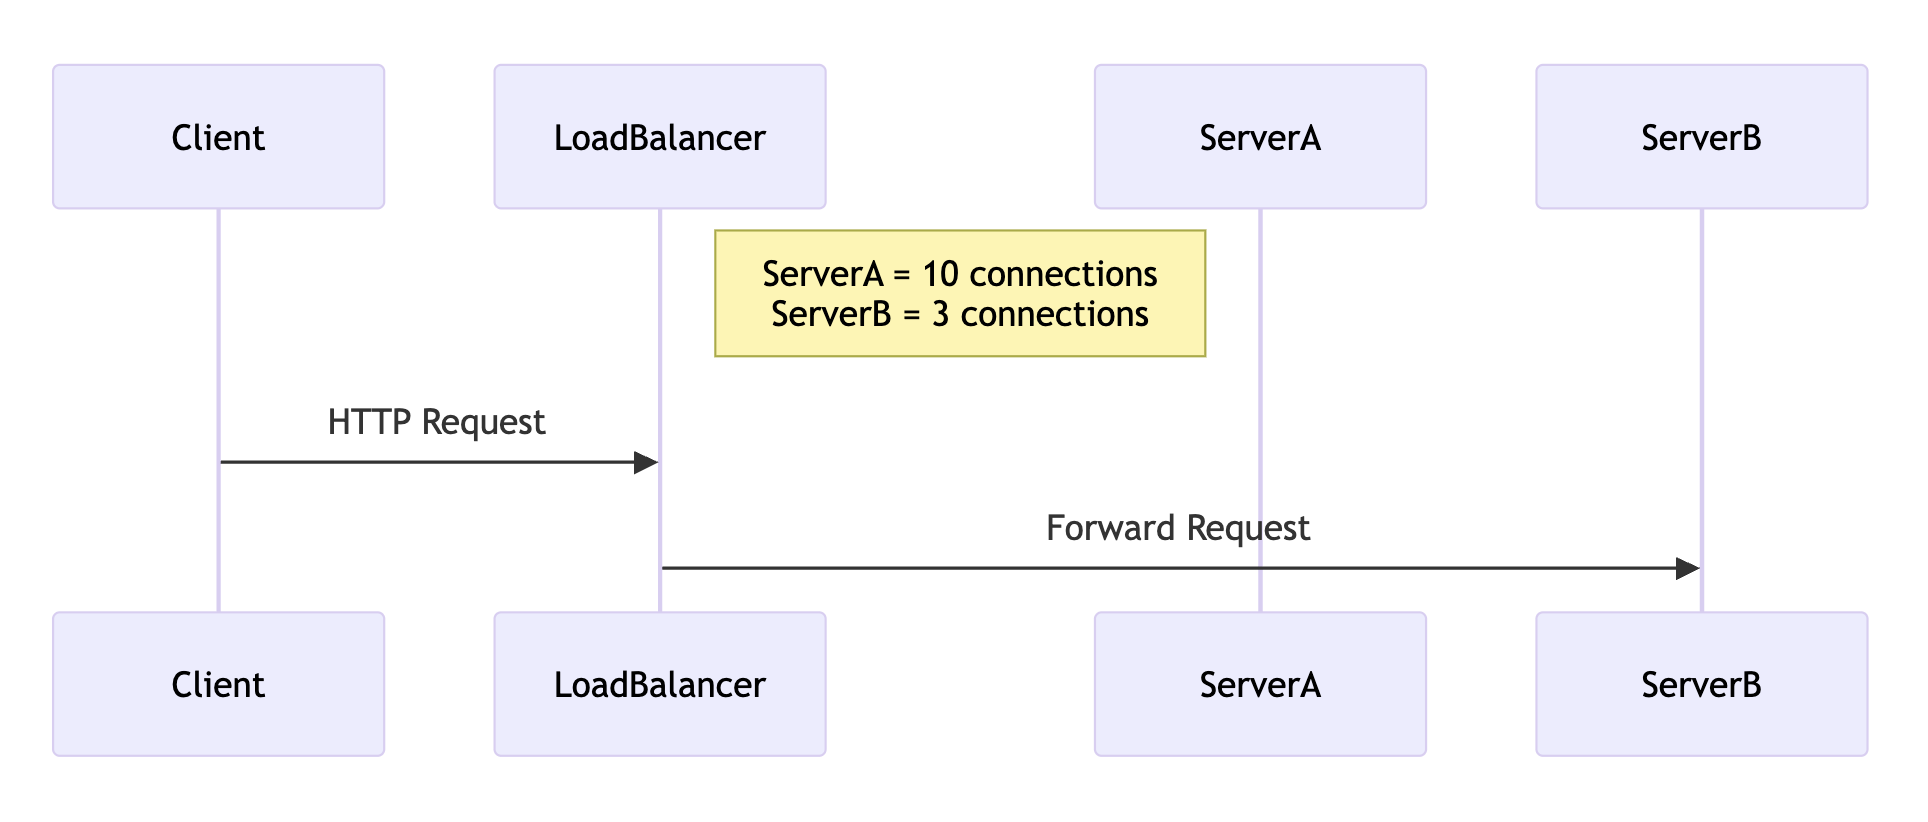 Client
LoadBalancer
ServerA
ServerB
ServerA = 10 connections
ServerB = 3 connections
HTTP Request
Forward Request
Client
LoadBalancer
ServerA
ServerB